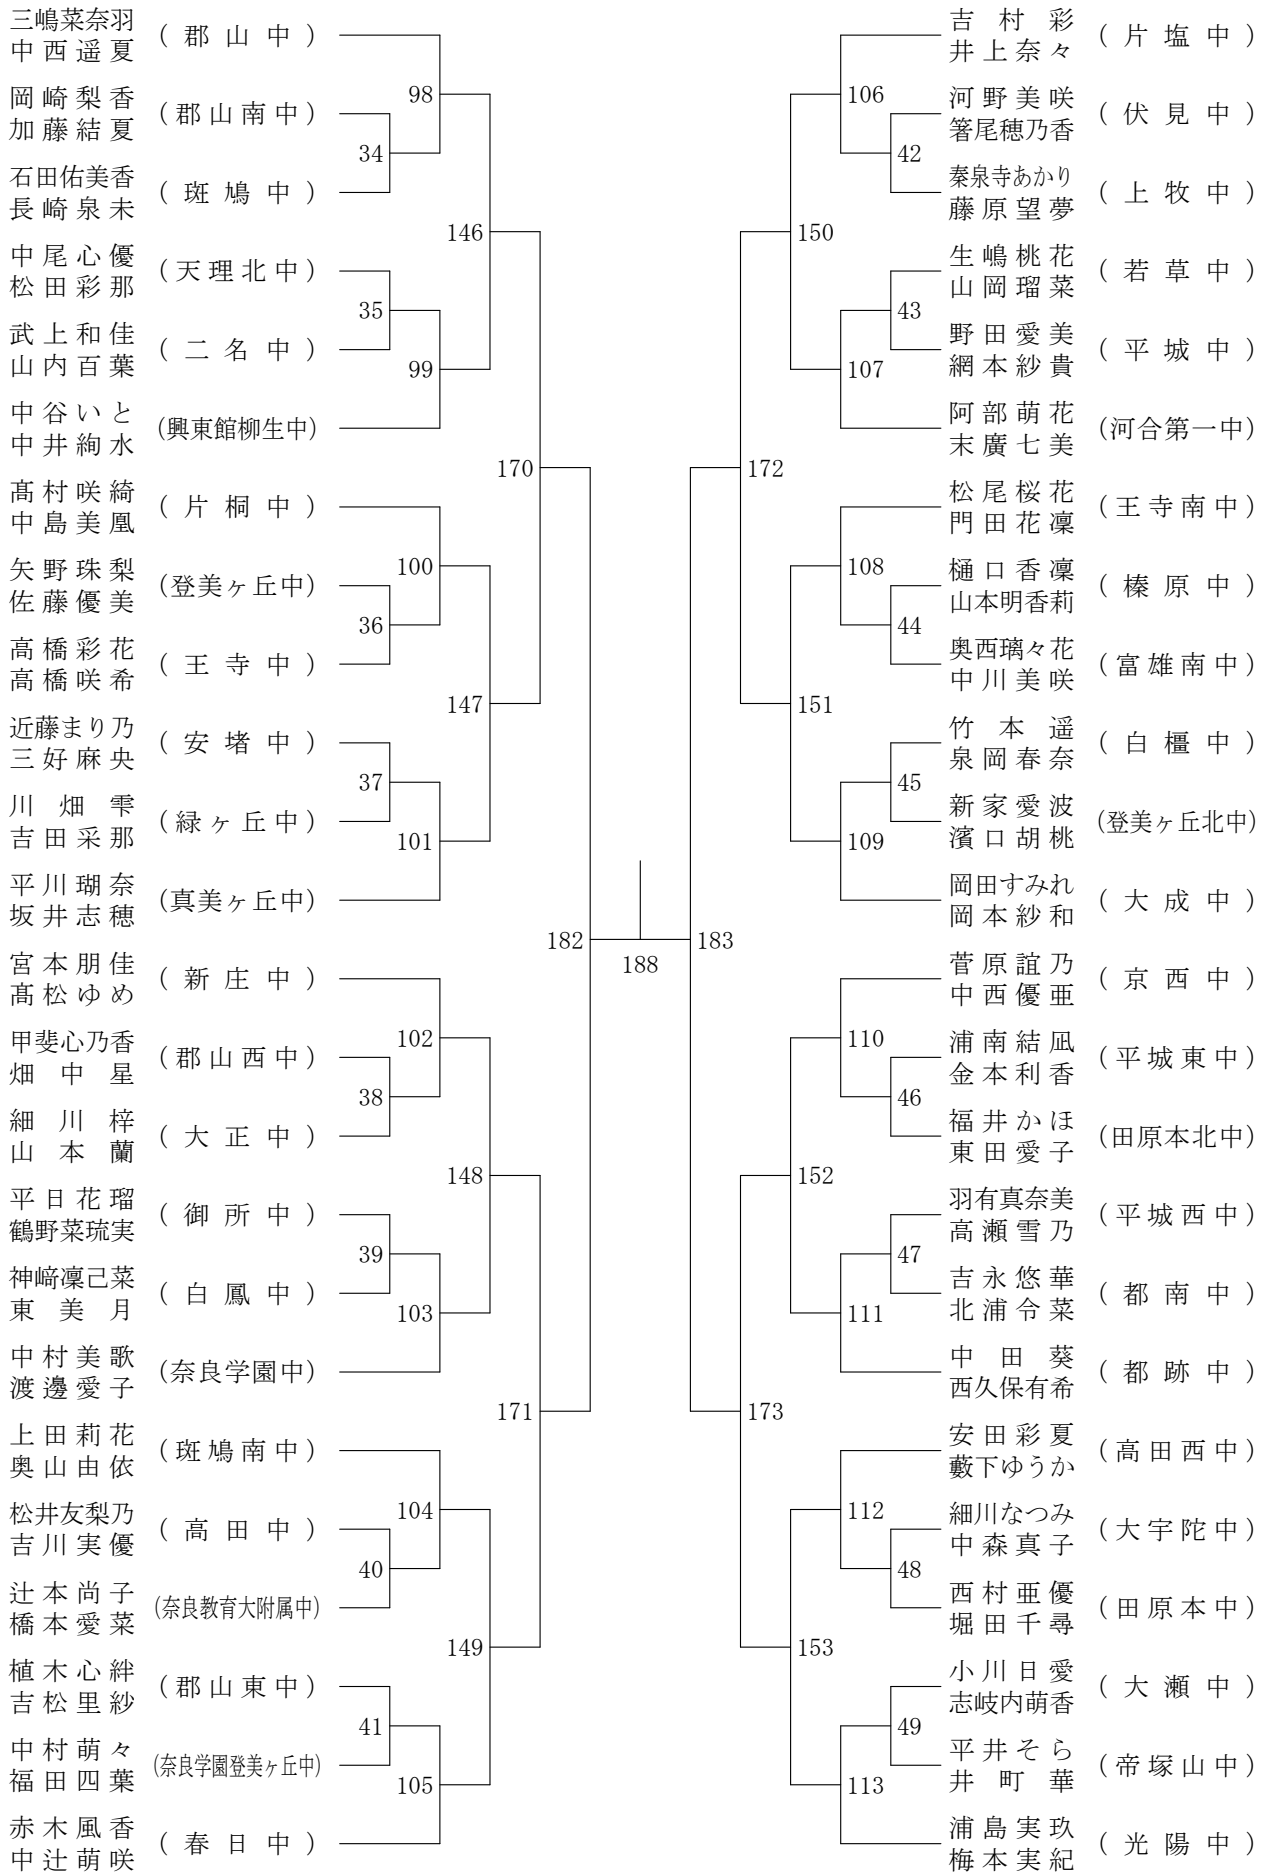 三嶋菜奈羽
中西遥夏
(郡山中)
98
岡崎梨香
加藤結夏
(郡山南中)
34
石田佑美香
長崎泉未
(斑鳩中)
146
中尾心優
松田彩那
(天理北中)
35
武上和佳
山内百葉
(二名中)
99
中谷いと
中井絢水
(興東館柳生中)
170
髙村咲綺
中島美凰
(片桐中)
100
矢野珠梨
佐藤優美
(登美ヶ丘中)
36
高橋彩花
高橋咲希
(王寺中)
147
近藤まり乃
三好麻央
(安堵中)
37
川畑雫
吉田采那
(緑ヶ丘中)
101
平川瑚奈
坂井志穂
(真美ヶ丘中)
182
188
宮本朋佳
髙松ゆめ
(新庄中)
102
甲斐心乃香
畑中星
(郡山西中)
38
細川梓
山本蘭
(大正中)
148
平日花瑠
鶴野菜琉実
(御所中)
39
神﨑凜己菜
東美月
(白鳳中)
103
中村美歌
渡邊愛子
(奈良学園中)
171
上田莉花
奥山由依
(斑鳩南中)
104
松井友梨乃
吉川実優
(高田中)
40
辻本尚子
橋本愛菜
(奈良教育大附属中)
149
植木心絆
吉松里紗
(郡山東中)
41
中村萌々
福田四葉
(奈良学園登美ヶ丘中)
105
赤木風香
中辻萌咲
(春日中)
吉村彩
井上奈々
(片塩中)
106
河野美咲
箸尾穂乃香
(伏見中)
42
秦泉寺あかり
藤原望夢
(上牧中)
150
生嶋桃花
山岡瑠菜
(若草中)
43
野田愛美
網本紗貴
(平城中)
107
阿部萌花
末廣七美
(河合第一中)
172
松尾桜花
門田花凜
(王寺南中)
108
樋口香凜
山本明香莉
(榛原中)
44
奥西璃々花
中川美咲
(富雄南中)
151
竹本遥
泉岡春奈
(白橿中)
45
新家愛波
濱口胡桃
(登美ヶ丘北中)
109
岡田すみれ
岡本紗和
(大成中)
183
菅原誼乃
中西優亜
(京西中)
110
浦南結凪
金本利香
(平城東中)
46
福井かほ
東田愛子
(田原本北中)
152
羽有真奈美
高瀬雪乃
(平城西中)
47
吉永悠華
北浦令菜
(都南中)
111
中田葵
西久保有希
(都跡中)
173
安田彩夏
藪下ゆうか
(高田西中)
112
細川なつみ
中森真子
(大宇陀中)
48
西村亜優
堀田千尋
(田原本中)
153
小川日愛
志岐内萌香
(大瀬中)
49
平井そら
井町華
(帝塚山中)
113
浦島実玖
梅本実紀
(光陽中)